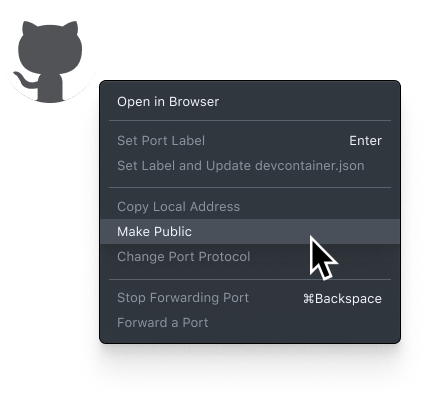 Open in Browser
Set Port Label Enter
Set Label and Update devcontainer.json
Copy Local Address
Make Public
Change Port Protocol
Stop Forwarding Port ⌘Backspace
Forward a Port